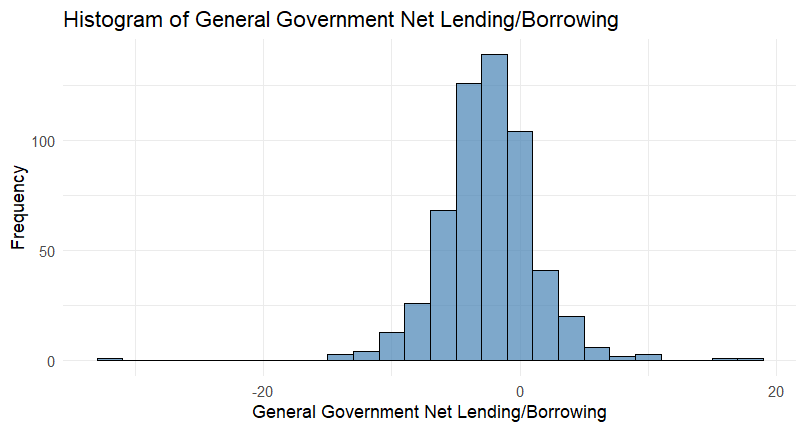 Histogram of General Government Net Lending/Borrowing
Frequency
100
50
0
-20
0
20
General Government Net Lending/Borrowing